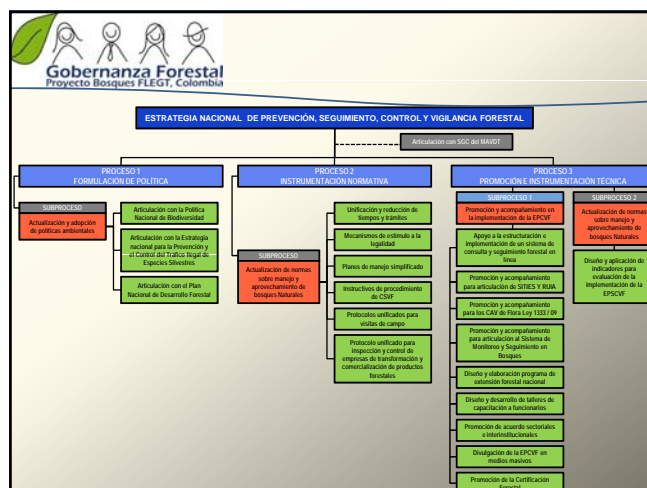 Gobernanza Forestal
Proyecto Bosques FLEGT, Colombia
ESTRATEGIA NACIONAL DE PREVENCIÓN, SEGUIMIENTO, CONTROL Y VIGILANCIA FORESTAL
Articulación con SGC del MAVDT
PROCESO 1
FORMULACIÓN DE POLÍTICA
SUBPROCESO
Actualización y adopción
de políticas ambientales
Articulación con la Política
Nacional de Biodiversidad
Articulación con la Estrategia
nacional para la Prevención y
el Control del Tráfico Ilegal de
Especies Silvestres
Articulación con el Plan
Nacional de Desarrollo Forestal
PROCESO 2
INSTRUMENTACIÓN NORMATIVA
SUBPROCESO
Actualización de normas
sobre manejo y
aprovechamiento de
bosques Naturales
Unificación y reducción de
tiempos y trámites
Mecanismos de estimulo a la
legalidad
Planes de manejo simplificado
Instructivos de procedimiento
de CSVF
Protocolos unificados para
visitas de campo
Protocolo unificado para
inspección y control de
empresas de transformación y
comercialización de productos
forestales
PROCESO 3
PROMOCIÓN E INSTRUMENTACIÓN TÉCNICA
SUBPROCESO 1
Promoción y acompañamiento en
la implementación de la EPCVF
Apoyo a la estructuración e
implementación de un sistema de
consulta y seguimiento forestal en
línea
Promoción y acompañamiento
para articulación de SITIES Y RUIA
Promoción y acompañamiento
para los CAV de Flora Ley 1333 / 09
Promoción y acompañamiento
para articulación al Sistema de
Monitoreo y Seguimiento en
Bosques
Diseño y elaboración programa de
extensión forestal nacional
Diseño y desarrollo de talleres de
capacitación a funcionarios
Promoción de acuerdo sectoriales
e interinstitucionales
Divulgación de la EPCVF en
medios masivos
Promoción de la Certificación
Forestal
SUBPROCESO 2
Actualización de normas
sobre manejo y
aprovechamiento de
bosques Naturales
Diseño y aplicación de
indicadores para
evaluación de la
implementación de la
EPSCVF